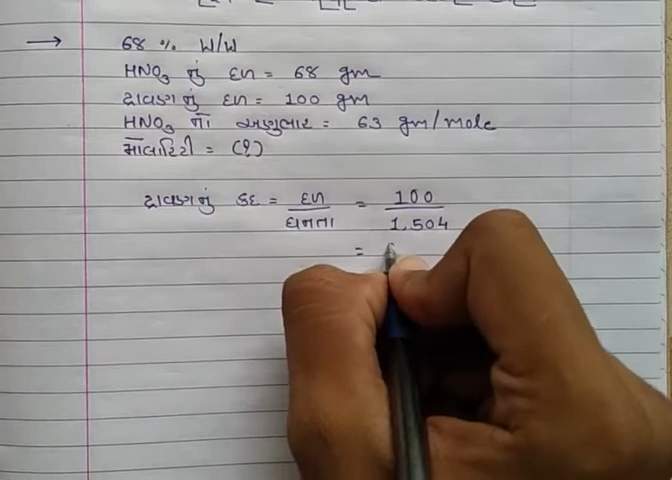 → 68 % W/W
HNO₃ નું દળ = 68 gm
દ્રાવણનું દળ = 100 gm
HNO₃ નો અણુભાર = 63 gm/mole
મોલારિટી = (?)
દ્રાવણનું કદ = દળ / ઘનતા = 100 / 1.504
=